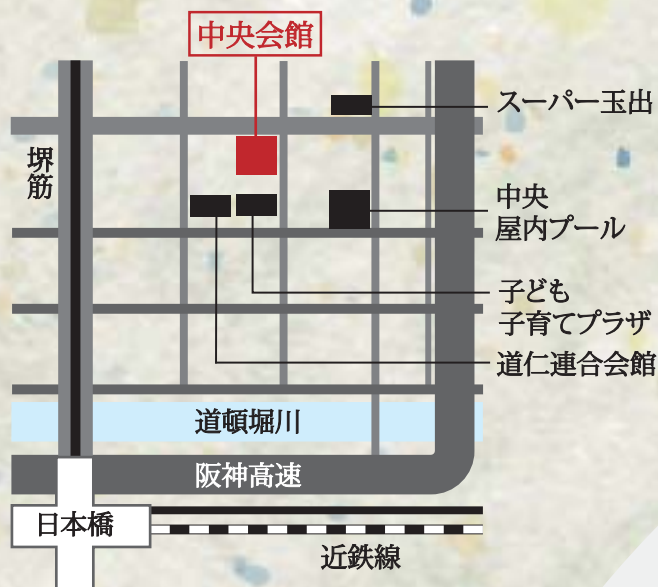 中央会館
スーパー玉出
堺筋
中央
屋内プール
子ども
子育てプラザ
道仁連合会館
道頓堀川
阪神高速
日本橋
近鉄線